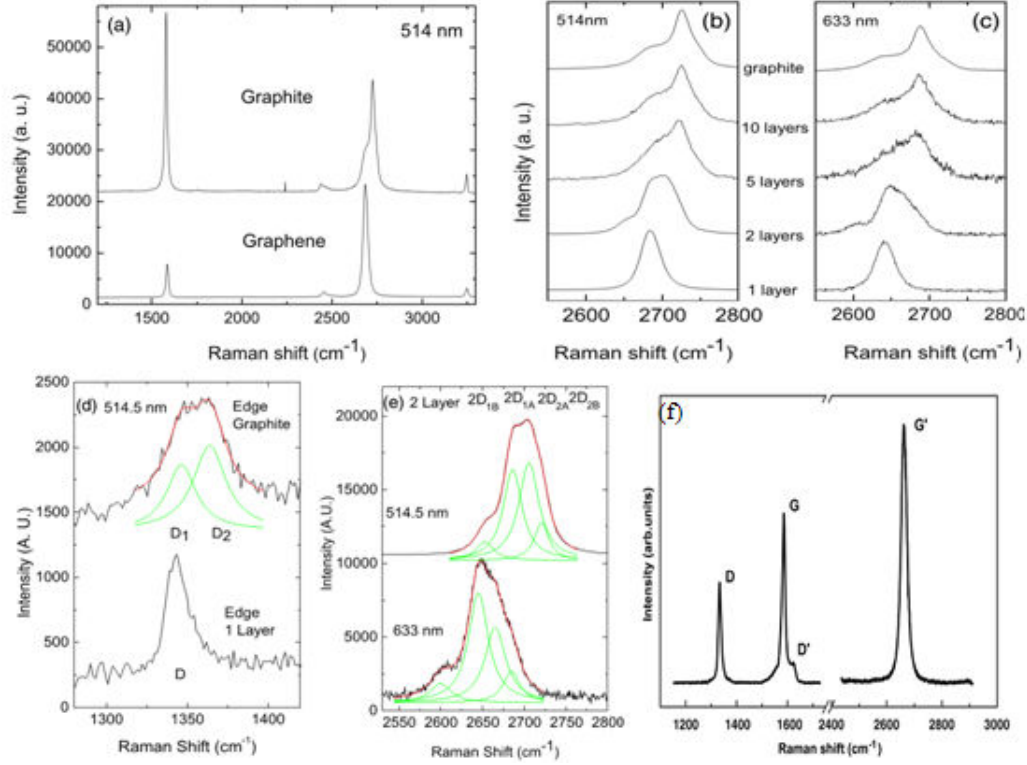 (a)
514 nm
Graphite
Graphene
50000
40000
30000
20000
10000
0
1500
2000
2500
3000
Intensity (a. u.)
Raman shift (cm-1)
(b)
514nm
Intensity (a. u.)
2600
2700
2800
Raman shift (cm-1)
graphite
10 layers
5 layers
2 layers
1 layer
(c)
633 nm
2600
2700
2800
Raman shift (cm-1)
(d)
514.5 nm
Edge
Graphite
D1
D2
Edge
1 Layer
D
2500
2000
1500
1000
500
0
1300
1350
1400
Intensity (A. U.)
Raman Shift (cm-1)
(e)
2 Layer
2D1B
2D1A
2D2A
2D2B
514.5 nm
633 nm
20000
15000
10000
5000
0
2550
2600
2650
2700
2750
2800
Intensity (A.U.)
Raman Shift (cm-1)
(f)
D
G
D'
G'
Intensity (arb.units)
1200
1400
1600
2600
2800
3000
Raman shift (cm-1)